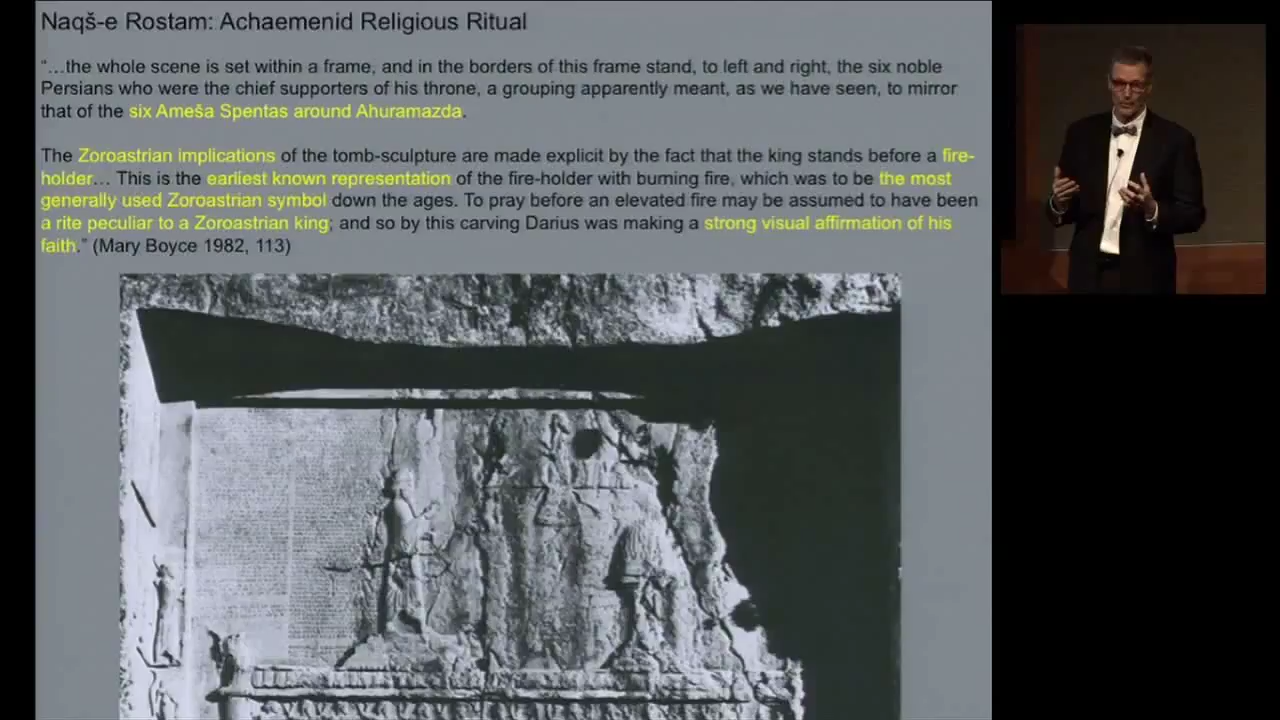 Naqš-e Rostam: Achaemenid Religious Ritual
“…the whole scene is set within a frame, and in the borders of this frame stand, to left and right, the six noble
Persians who were the chief supporters of his throne, a grouping apparently meant, as we have seen, to mirror
that of the six Ameša Spentas around Ahuramazda.
The Zoroastrian implications of the tomb-sculpture are made explicit by the fact that the king stands before a fire-
holder… This is the earliest known representation of the fire-holder with burning fire, which was to be the most
generally used Zoroastrian symbol down the ages. To pray before an elevated fire may be assumed to have been
a rite peculiar to a Zoroastrian king; and so by this carving Darius was making a strong visual affirmation of his
faith.” (Mary Boyce 1982, 113)